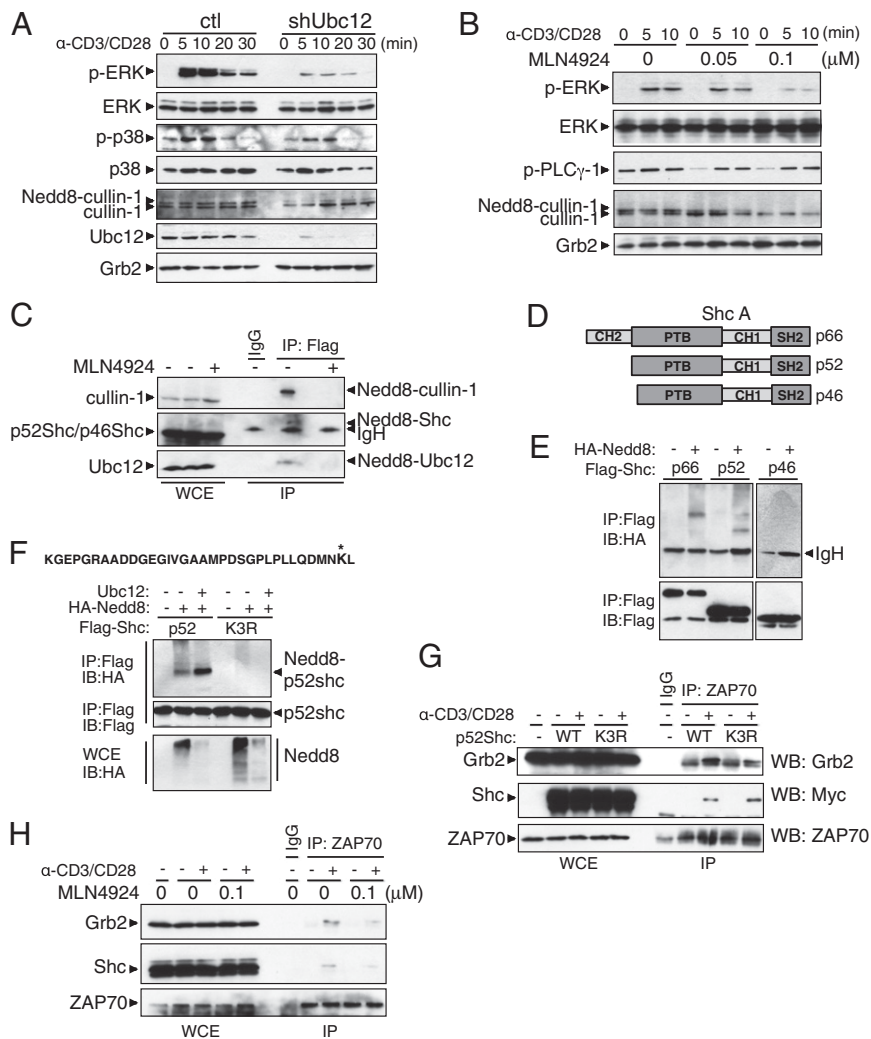 A
ctl shUbc12
α-CD3/CD28 0 5 10 20 30 0 5 10 20 30 (min)
p-ERK
ERK
p-p38
p38
Nedd8-cullin-1
cullin-1
Ubc12
Grb2
B
α-CD3/CD28 0 5 10 0 5 10 0 5 10 (min)
MLN4924 0 0.05 0.1 (μM)
p-ERK
ERK
p-PLCγ-1
Nedd8-cullin-1
cullin-1
Grb2
C
IgG IP: Flag
MLN4924 - - + - +
cullin-1 Nedd8-cullin-1
p52Shc/p46Shc Nedd8-Shc
IgH
Ubc12 Nedd8-Ubc12
WCE IP
D
Shc A
CH2 PTB CH1 SH2 p66
PTB CH1 SH2 p52
PTB CH1 SH2 p46
E
HA-Nedd8: - + - + - +
Flag-Shc: p66 p52 p46
IP:Flag
IB:HA
IgH
IP:Flag
IB:Flag
F
*
KGEPGRAADDGEGIVGAAMPDSGPLPLLQDMNKL
Ubc12: - - + - - +
HA-Nedd8: - + + - + +
Flag-Shc: p52 K3R
IP:Flag
IB:HA
Nedd8-
p52shc
IP:Flag
IB:Flag
p52shc
WCE
IB:HA
Nedd8
G
IgG IP: ZAP70
α-CD3/CD28 - - + - + - - + - +
p52Shc: - WT K3R - WT K3R
Grb2 WB: Grb2
Shc WB: Myc
ZAP70 WB: ZAP70
WCE IP
H
IgG IP: ZAP70
α-CD3/CD28 - - + - + - - + - +
MLN4924 0 0 0.1 0 0 0.1 (μM)
Grb2
Shc
ZAP70
WCE IP